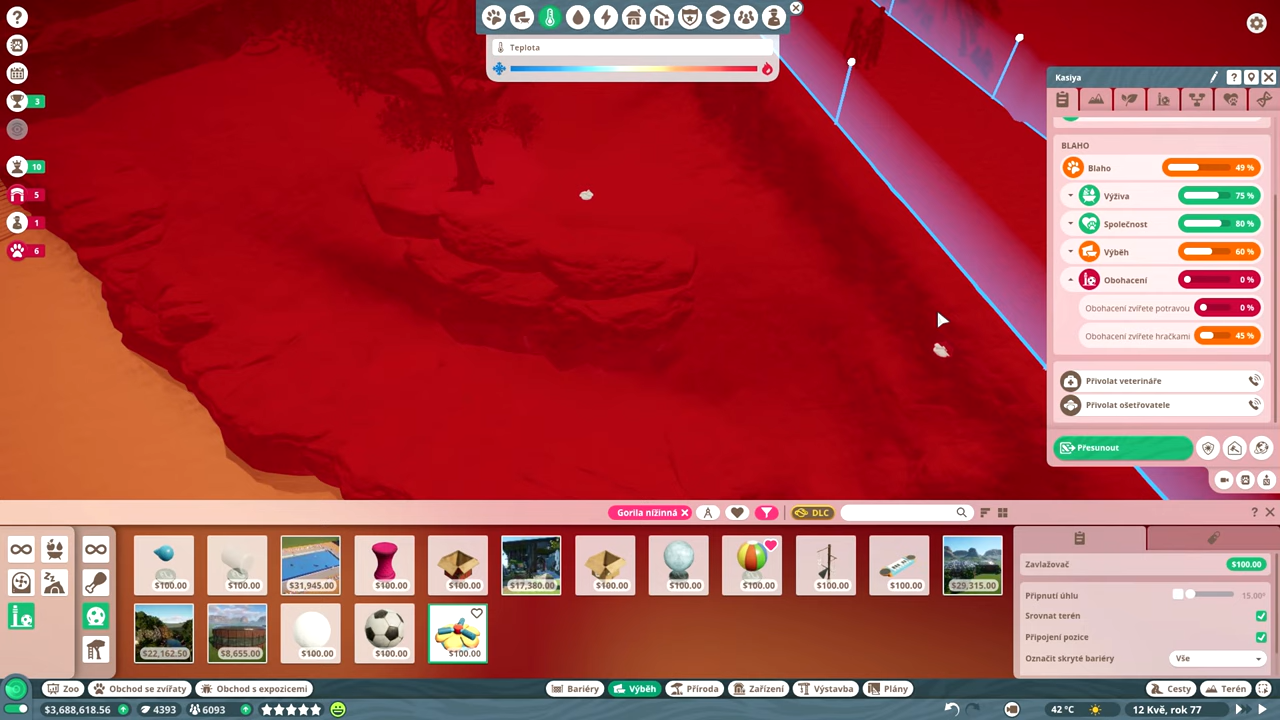 Teplota
3
10
5
1
6
Kasiya
?
BLAHO
Blaho 49 %
Výživa 75 %
Společnost 80 %
Výběh 60 %
Obohacení 0 %
Obohacení zvířete potravou 0 %
Obohacení zvířete hračkami 45 %
Přivolat veterináře
Přivolat ošetřovatele
Přesunout
Gorila nížinná
DLC
?
$100.00 $100.00 $31,945.00 $100.00 $100.00 $17,380.00 $100.00 $100.00 $100.00 $100.00 $100.00 $29,315.00
$22,162.50 $8,655.00 $100.00 $100.00 $100.00
Zavlažovač $100.00
Připnutí úhlu 15.00°
Srovnat terén
Připojení pozice
Označit skryté bariéry Vše
Zoo Obchod se zvířaty Obchod s expozicemi Bariéry Výběh Příroda Zařízení Výstavba Plány Cesty Terén
$3,688,618.56 4393 6093 42 °C 12 Kvě, rok 77